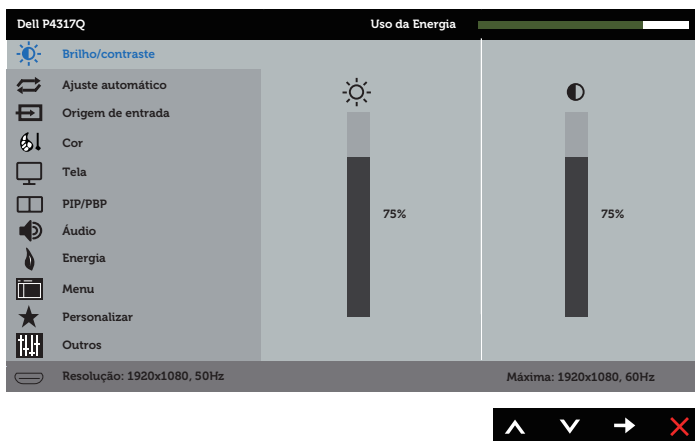 Dell P4317Q Uso da Energia
Brilho/contraste
Ajuste automático
Origem de entrada
Cor
Tela
PIP/PBP
Áudio
Energia
Menu
Personalizar
Outros
75% 75%
Resolução: 1920x1080, 50Hz Máxima: 1920x1080, 60Hz